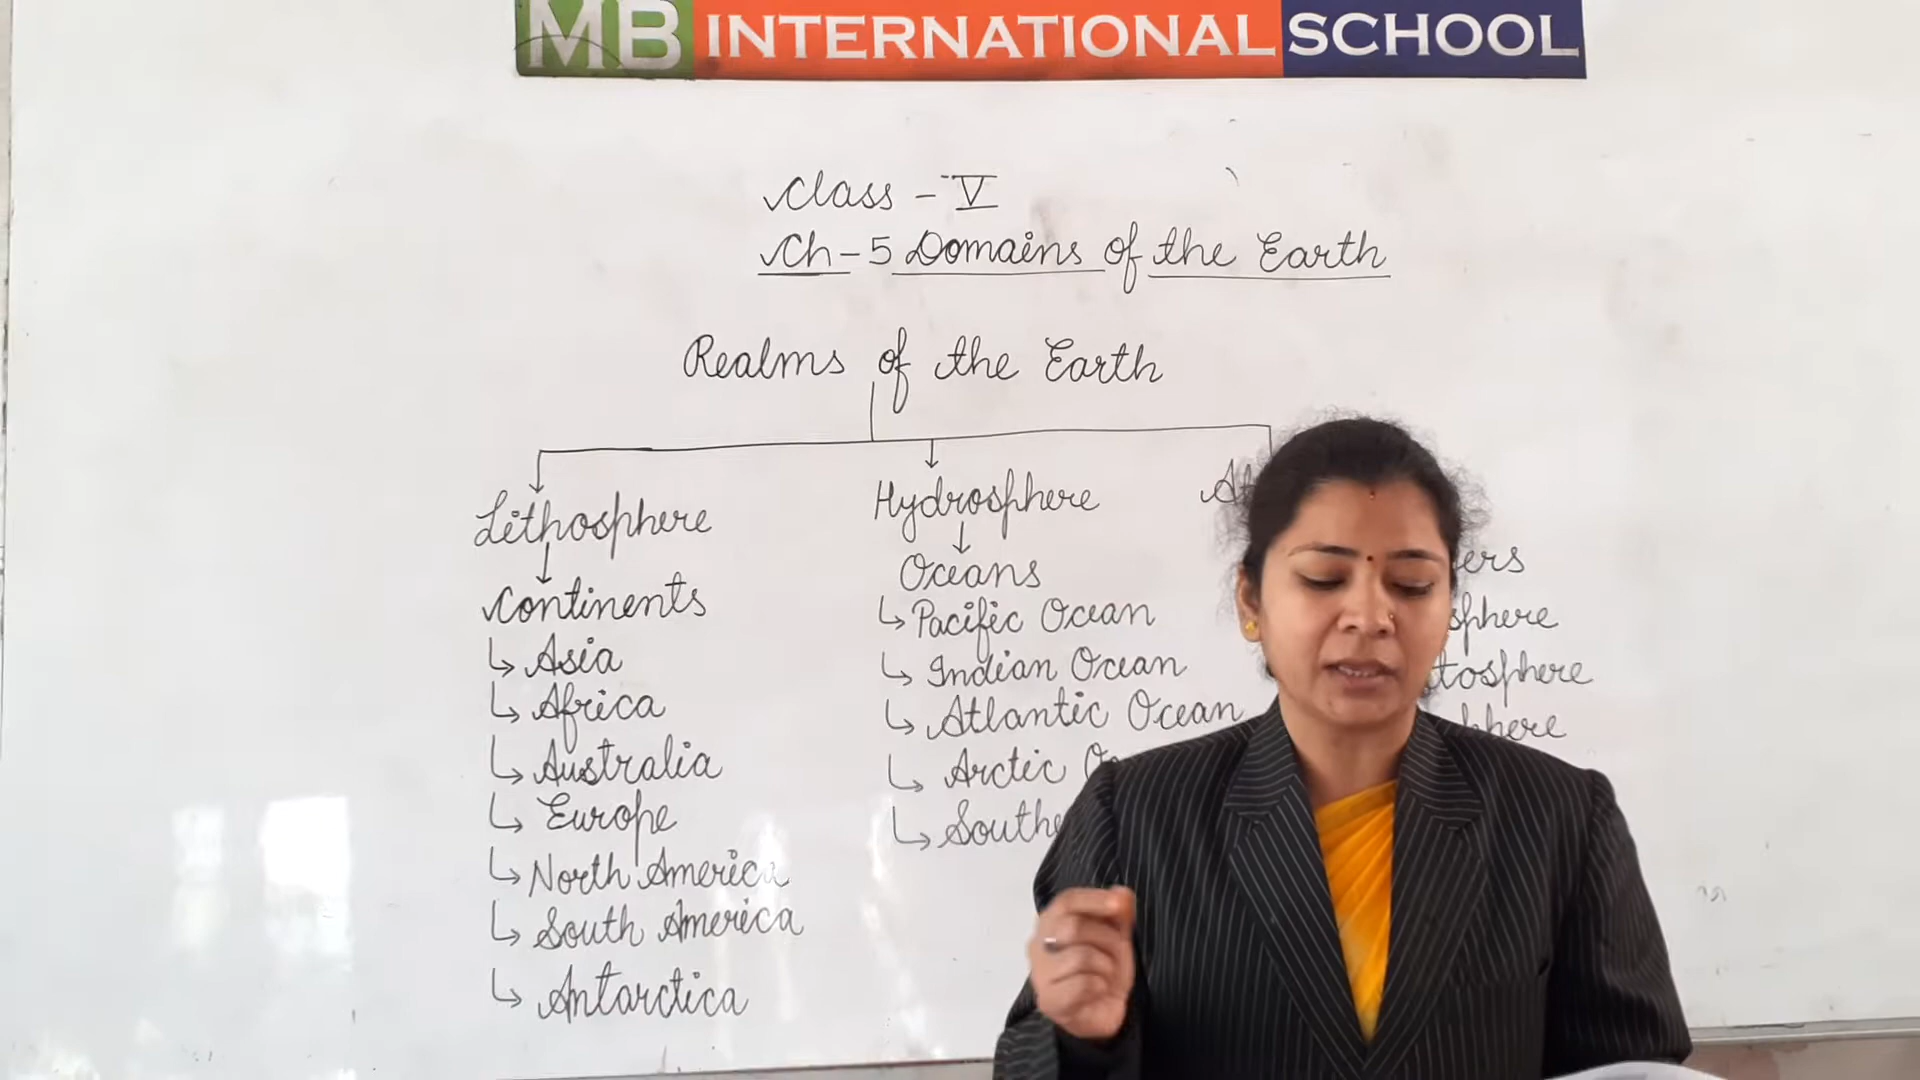 MB INTERNATIONAL SCHOOL
Class - V
Ch - 5 Domains of the Earth
Realms of the Earth
Lithosphere
Continents
Asia
Africa
Australia
Europe
North America
South America
Antarctica
Hydrosphere
Oceans
Pacific Ocean
Indian Ocean
Atlantic Ocean
Arctic